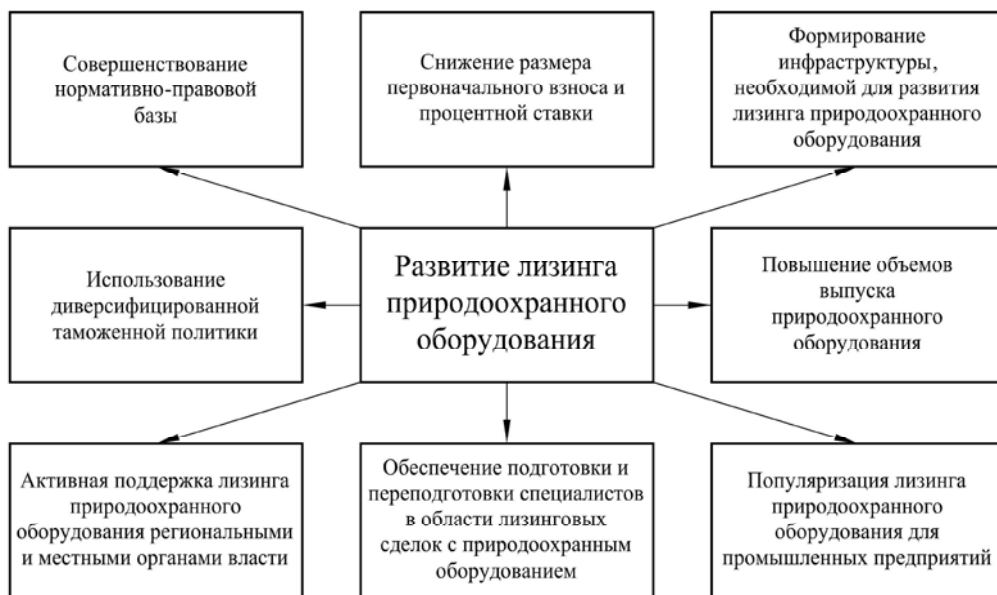 Совершенствование
нормативно-правовой
базы
Снижение размера
первоначального взноса и
процентной ставки
Формирование
инфраструктуры,
необходимой для развития
лизинга природоохранного
оборудования
Использование
диверсифицированной
таможенной политики
Развитие лизинга
природоохранного
оборудования
Повышение объемов
выпуска
природоохранного
оборудования
Активная поддержка лизинга
природоохранного
оборудования региональными
и местными органами власти
Обеспечение подготовки и
переподготовки специалистов
в области лизинговых
сделок с природоохранным
оборудованием
Популяризация лизинга
природоохранного
оборудования для
промышленных предприятий